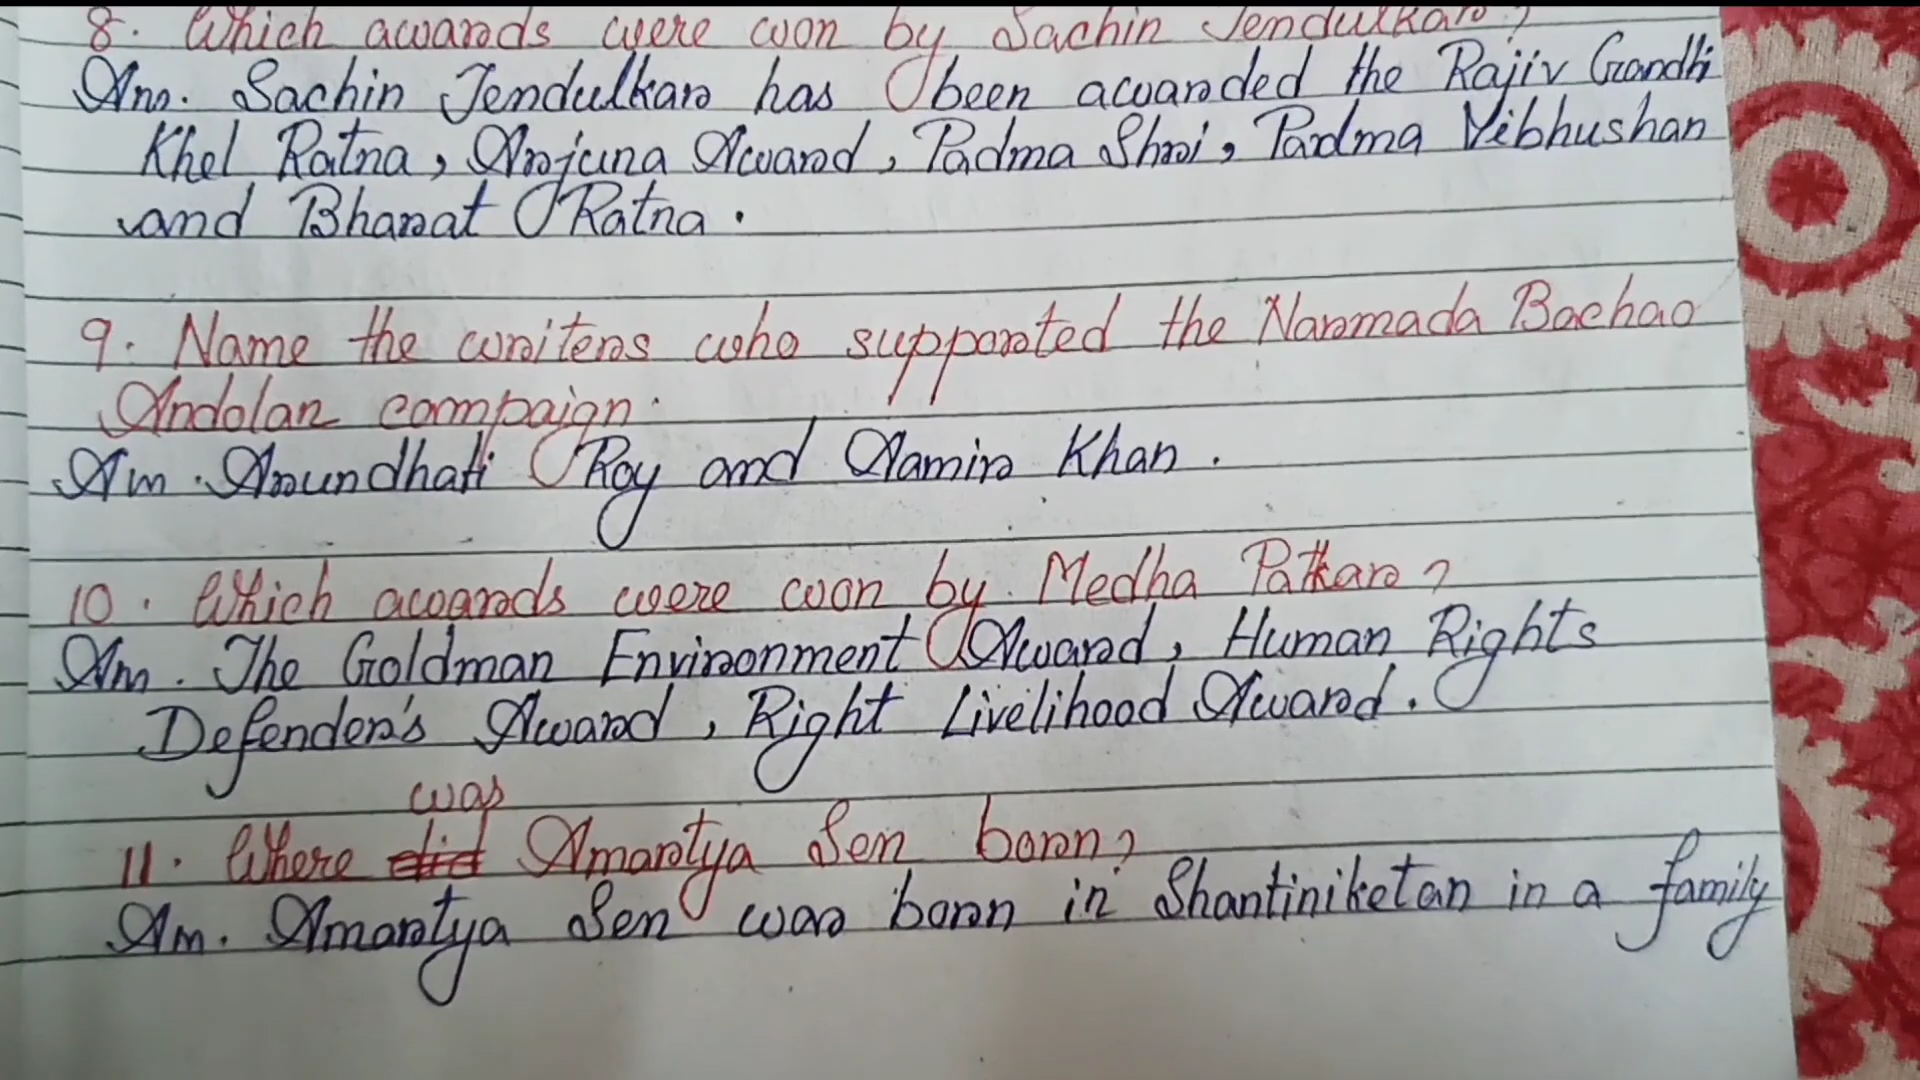 8. Which awards were won by Sachin Tendulkar?
Ans. Sachin Tendulkar has been awarded the Rajiv Gandhi
Khel Ratna, Arjuna Award, Padma Shri, Padma Vibhushan
and Bharat Ratna.
9. Name the writers who supported the Narmada Bachao
Andolan campaign.
Ans. Arundhati Roy and Aamir Khan.
10. Which awards were won by Medha Patkar?
Ans. The Goldman Environment Award, Human Rights
Defender's Award, Right Livelihood Award.
was
11. Where did Amartya Sen born?
Ans. Amartya Sen was born in Shantiniketan in a family